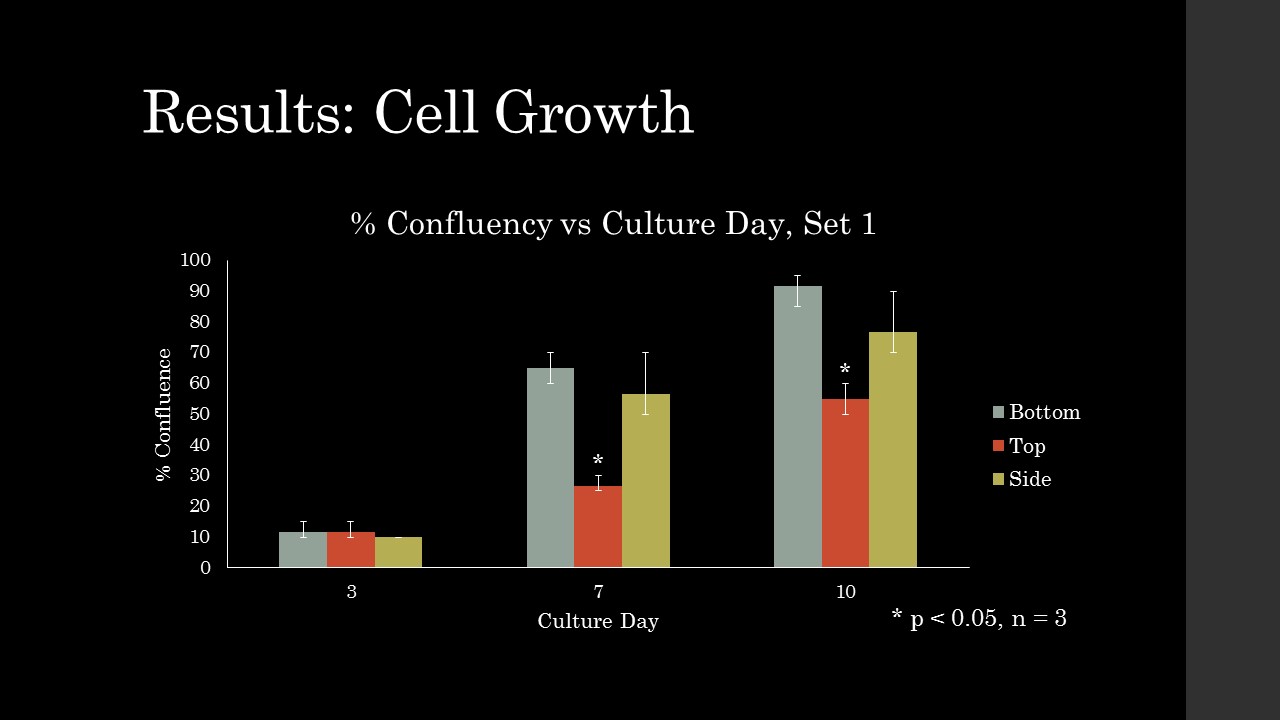 Results: Cell Growth
% Confluency vs Culture Day, Set 1
% Confluence
100
90
80
70
60
50
40
30
20
10
0
*
*
3
7
10
Culture Day
Bottom
Top
Side
* p < 0.05, n = 3